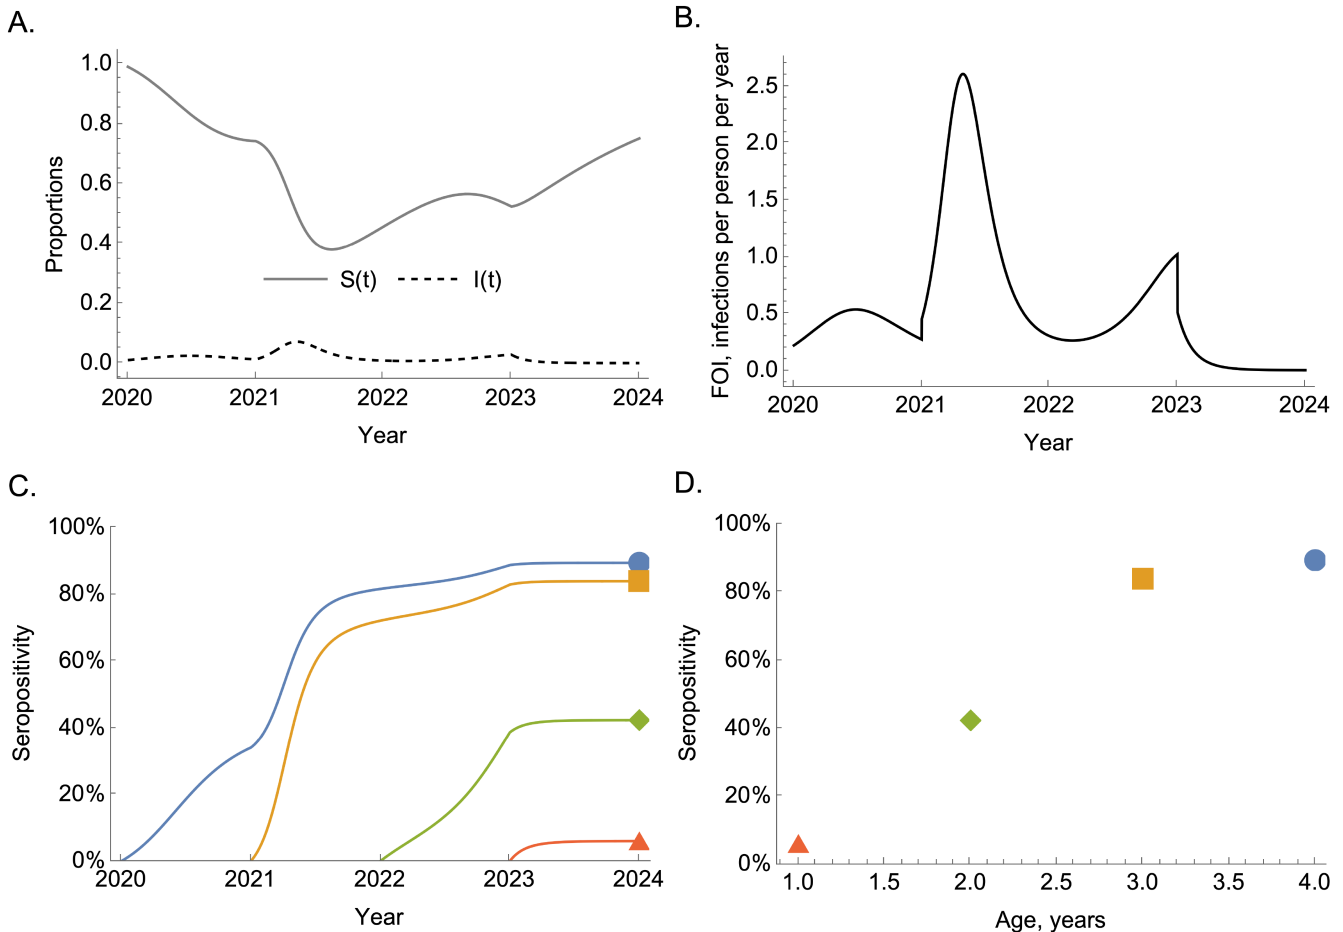 A.
1.0
0.8
0.6
0.4
0.2
0.0
Proportions
S(t) I(t)
2020 2021 2022 2023 2024
Year
B.
2.5
2.0
1.5
1.0
0.5
0.0
FOI, infections per person per year
2020 2021 2022 2023 2024
Year
C.
100%
80%
60%
40%
20%
0%
Seropositivity
2020 2021 2022 2023 2024
Year
D.
100%
80%
60%
40%
20%
0%
Seropositivity
1.0 1.5 2.0 2.5 3.0 3.5 4.0
Age, years